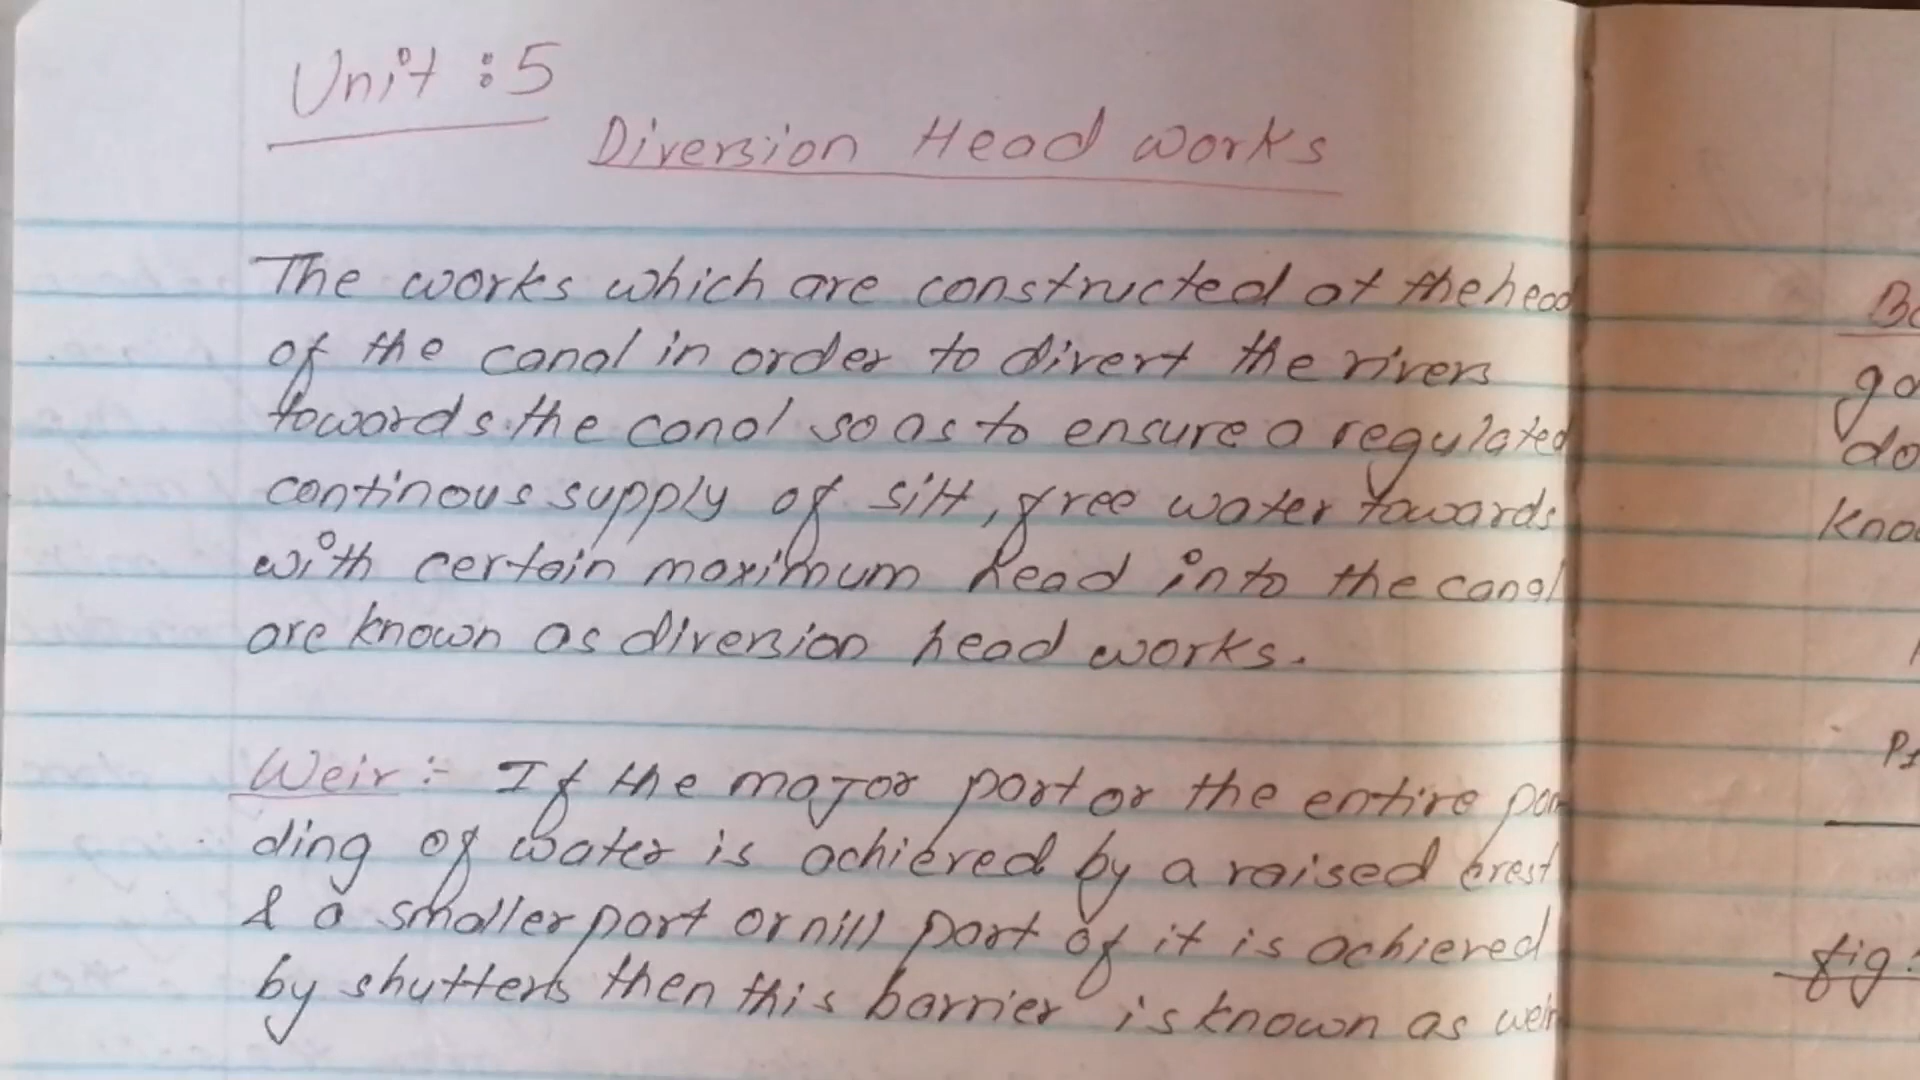 Unit :5
Diversion Head works
The works which are constructed at the head
of the canal in order to divert the rivers
towards the canal so as to ensure a regulated
continous supply of silt, free water towards
with certain maximum head into the canal
are known as diversion head works.
Weir :- If the major part or the entire pon
ding of water is achieved by a raised crest
& a smaller part or nill part of it is achieved
by shutters then this barrier is known as weir
go
do
Kno
fig: